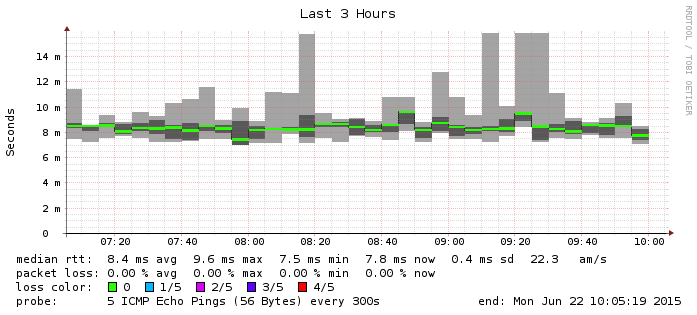 Last 3 Hours
RRDTOOL / TOBI OETIKER
Seconds
14 m
12 m
10 m
8 m
6 m
4 m
2 m
0
07:20 07:40 08:00 08:20 08:40 09:00 09:20 09:40 10:00
median rtt: 8.4 ms avg 9.6 ms max 7.5 ms min 7.8 ms now 0.4 ms sd 22.3 am/s
packet loss: 0.00 % avg 0.00 % max 0.00 % min 0.00 % now
loss color: 0 1/5 2/5 3/5 4/5
probe: 5 ICMP Echo Pings (56 Bytes) every 300s end: Mon Jun 22 10:05:19 2015